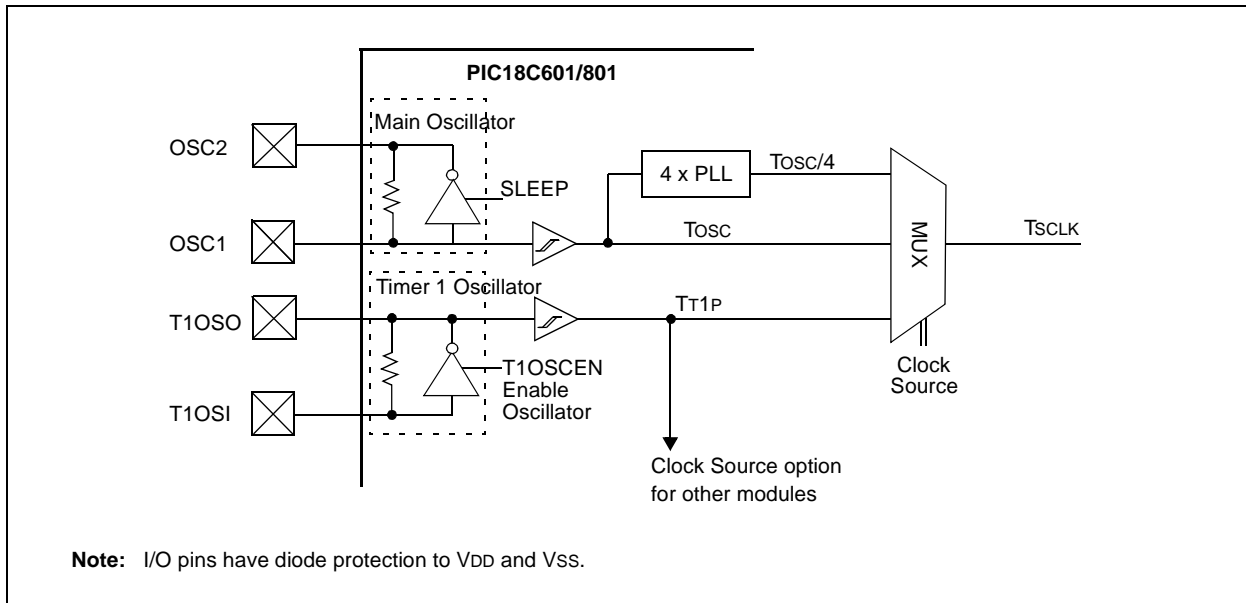 PIC18C601/801
Main Oscillator
OSC2
4 x PLL
TOSC/4
SLEEP
OSC1
TOSC
MUX
TSCLK
Timer 1 Oscillator
T1OSO
TT1P
T1OSCEN
Enable
Oscillator
Clock
Source
T1OSI
Clock Source option
for other modules
Note: I/O pins have diode protection to VDD and VSS.